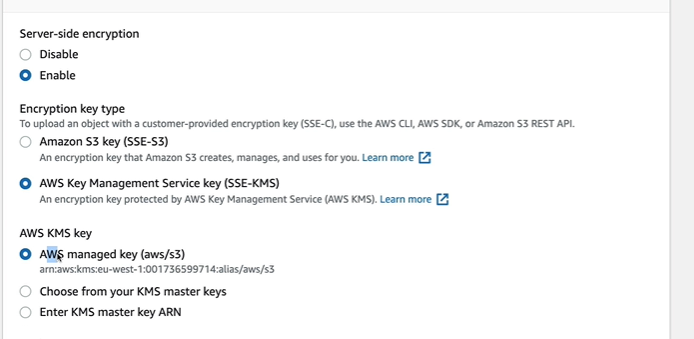 Server-side encryption
Disable
Enable
Encryption key type
To upload an object with a customer-provided encryption key (SSE-C), use the AWS CLI, AWS SDK, or Amazon S3 REST API.
Amazon S3 key (SSE-S3)
An encryption key that Amazon S3 creates, manages, and uses for you. Learn more
AWS Key Management Service key (SSE-KMS)
An encryption key protected by AWS Key Management Service (AWS KMS). Learn more
AWS KMS key
AWS managed key (aws/s3)
arn:aws:kms:eu-west-1:001736599714:alias/aws/s3
Choose from your KMS master keys
Enter KMS master key ARN